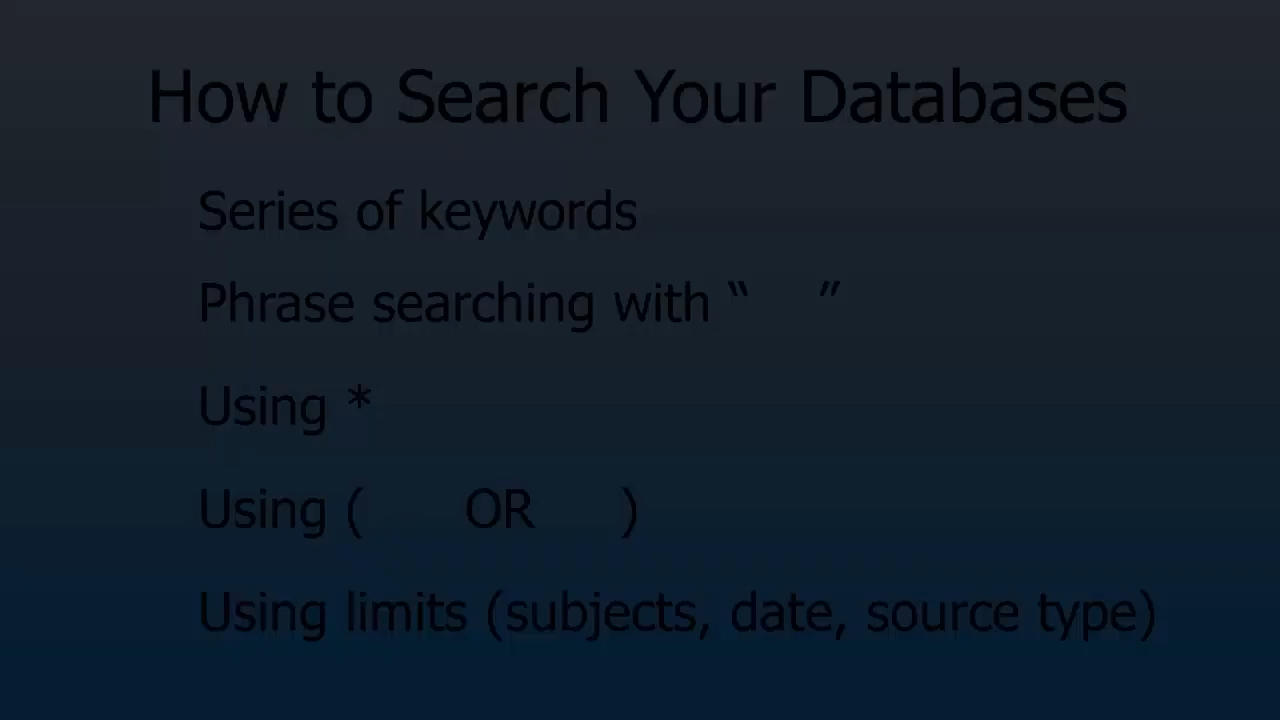 How to Search Your Databases
Series of keywords
Phrase searching with “ ”
Using *
Using ( OR )
Using limits (subjects, date, source type)